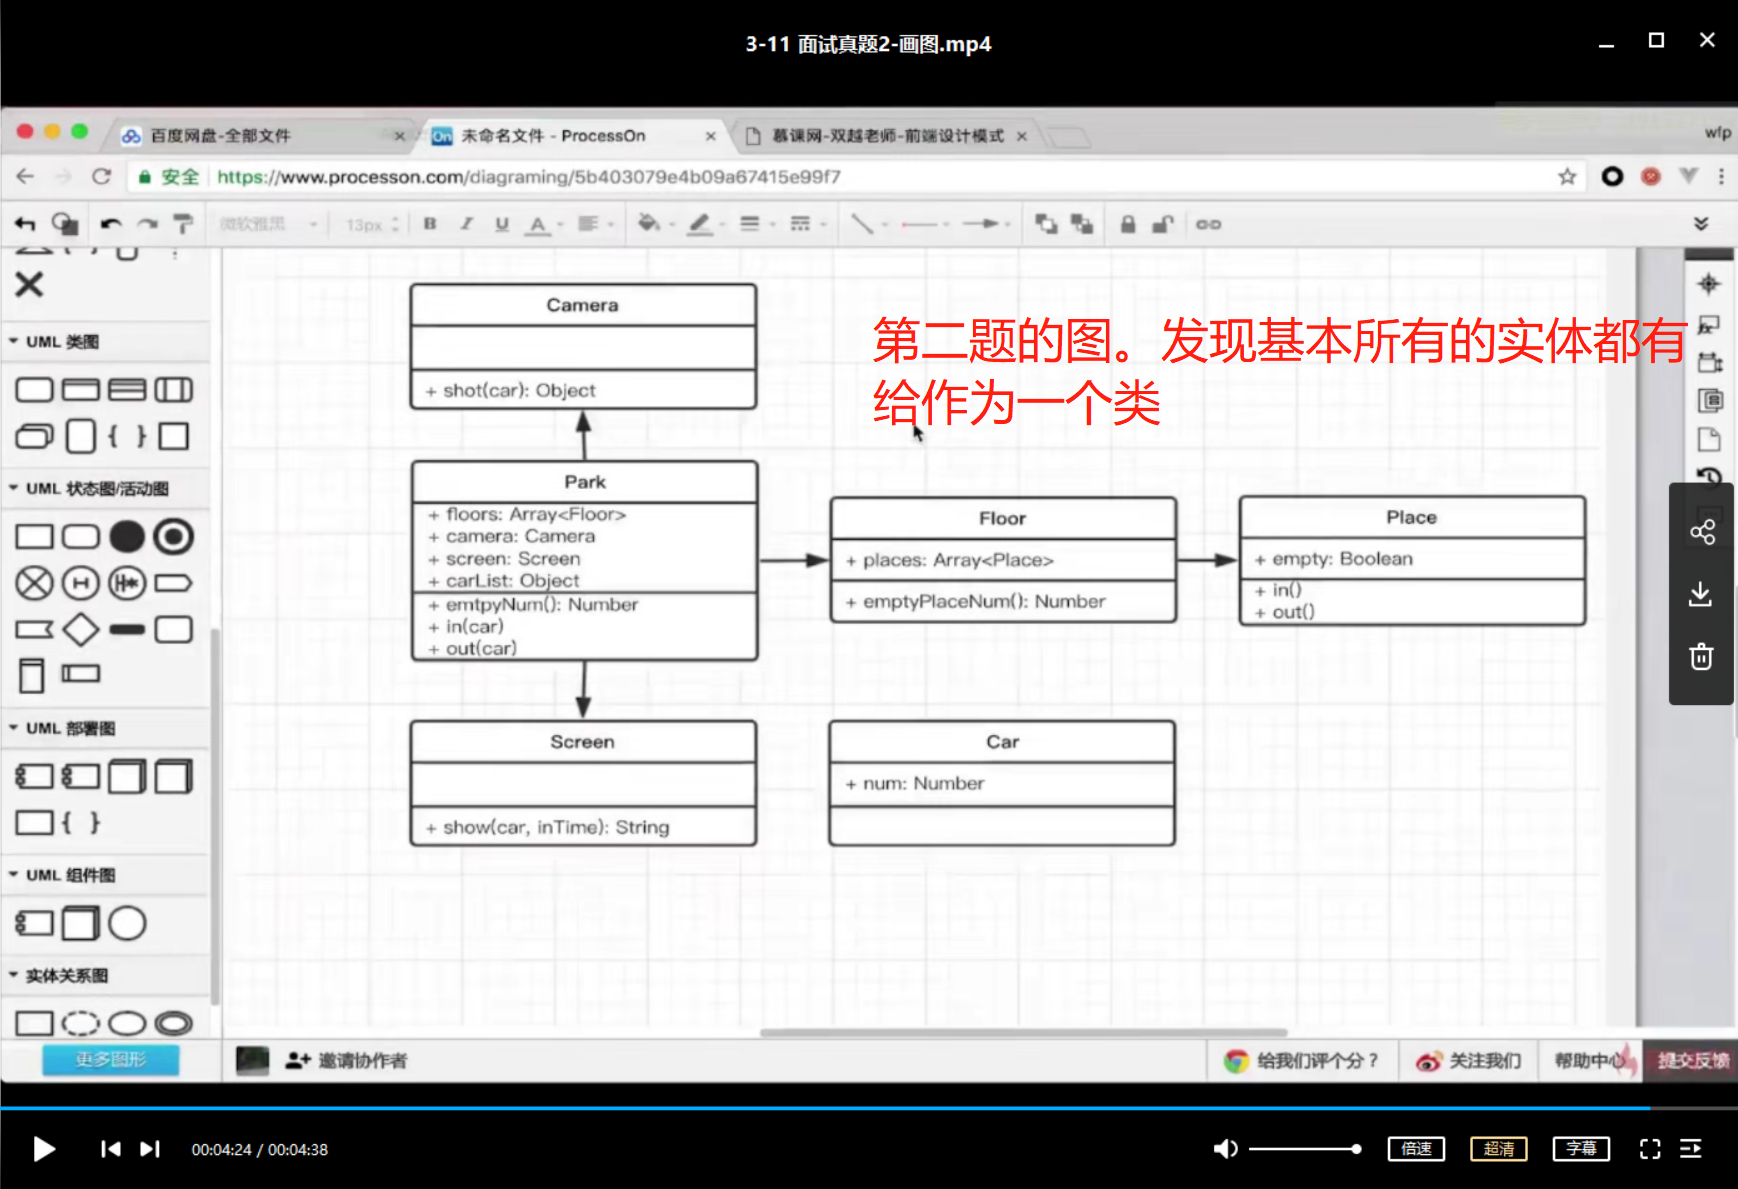 3-11 面试真题2-画图.mp4
百度网盘-全部文件
On 未命名文件 - ProcessOn
慕课网-双越老师-前端设计模式
wfp
安全
https://www.processon.com/diagraming/5b403079e4b09a67415e99f7
微软雅黑
13px
B I U A
UML 类图
UML 状态图/活动图
H
H*
UML 部署图
UML 组件图
实体关系图
更多图形
Camera
+ shot(car): Object
第二题的图。发现基本所有的实体都有
给作为一个类
Park
+ floors: Array<Floor>
+ camera: Camera
+ screen: Screen
+ carList: Object
+ emtpyNum(): Number
+ in(car)
+ out(car)
Floor
+ places: Array<Place>
+ emptyPlaceNum(): Number
Place
+ empty: Boolean
+ in()
+ out()
Screen
+ show(car, inTime): String
Car
+ num: Number
邀请协作者
给我们评个分？
关注我们
帮助中心
提交反馈
00:04:24 / 00:04:38
倍速
超清
字幕